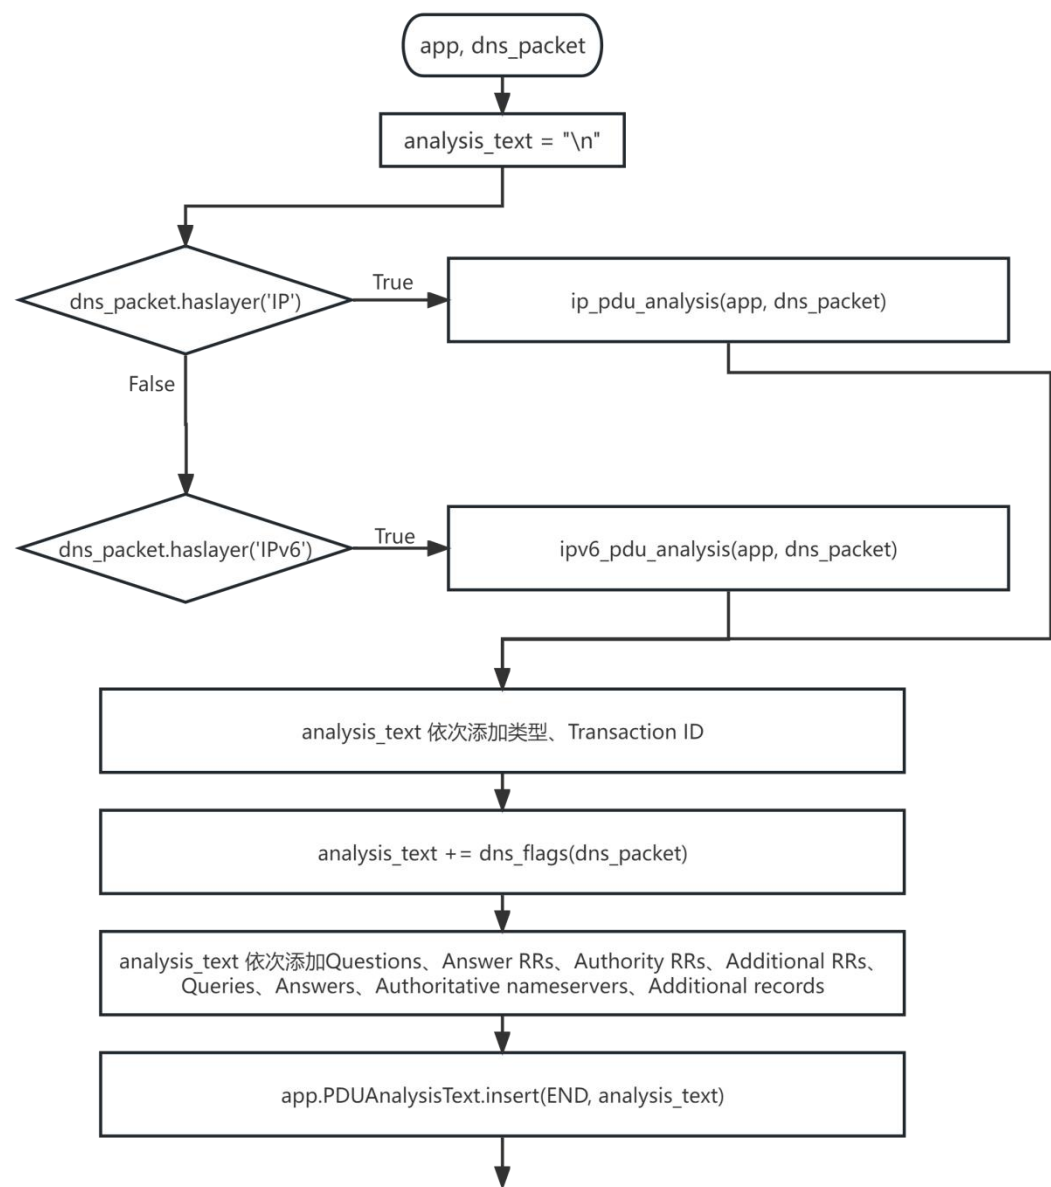 app, dns_packet
analysis_text = "\n"
dns_packet.haslayer('IP')
True
ip_pdu_analysis(app, dns_packet)
False
dns_packet.haslayer('IPv6')
True
ipv6_pdu_analysis(app, dns_packet)
analysis_text 依次添加类型、Transaction ID
analysis_text += dns_flags(dns_packet)
analysis_text 依次添加Questions、Answer RRs、Authority RRs、Additional RRs、
Queries、Answers、Authoritative nameservers、Additional records
app.PDUAnalysisText.insert(END, analysis_text)